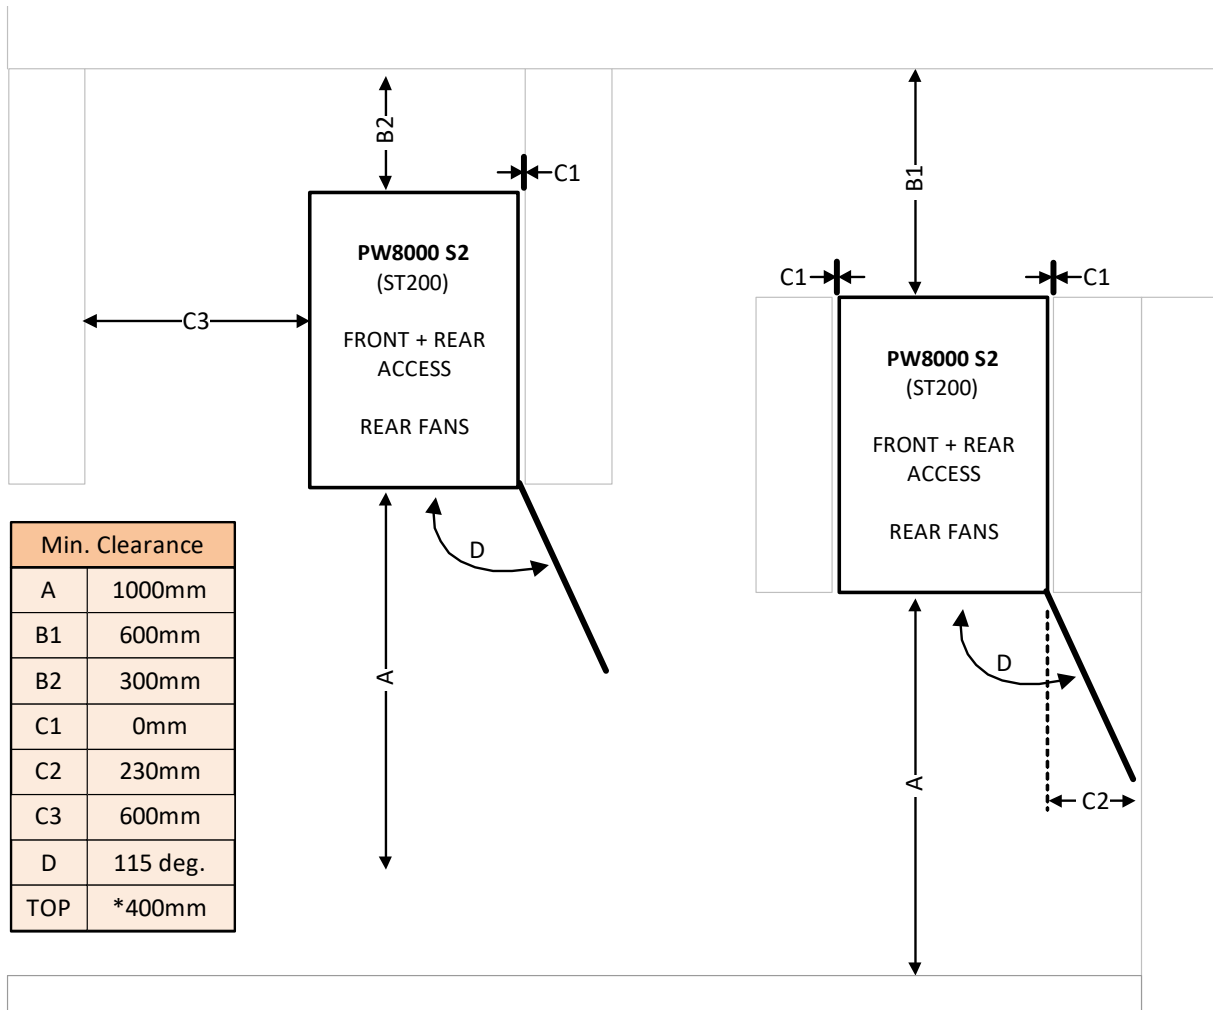 B2
C1
B1
PW8000 S2
(ST200)
FRONT + REAR
ACCESS
REAR FANS
C3
C1
C1
PW8000 S2
(ST200)
FRONT + REAR
ACCESS
REAR FANS
D
A
D
A
C2
Min. Clearance
A 1000mm
B1 600mm
B2 300mm
C1 0mm
C2 230mm
C3 600mm
D 115 deg.
TOP *400mm